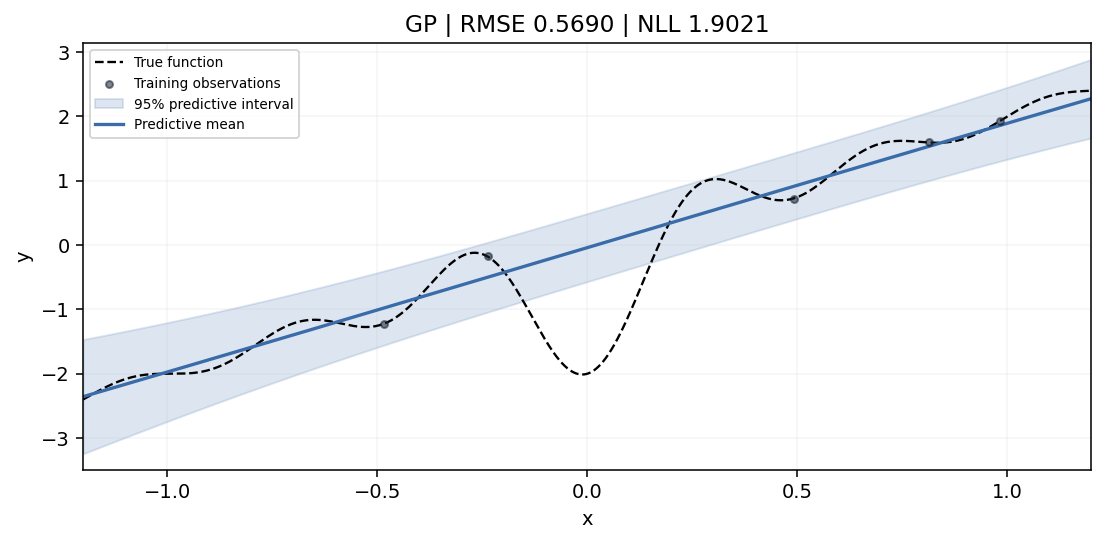 GP | RMSE 0.5690 | NLL 1.9021
True function
Training observations
95% predictive interval
Predictive mean
3
2
1
0
−1
−2
−3
y
−1.0 −0.5 0.0 0.5 1.0
x